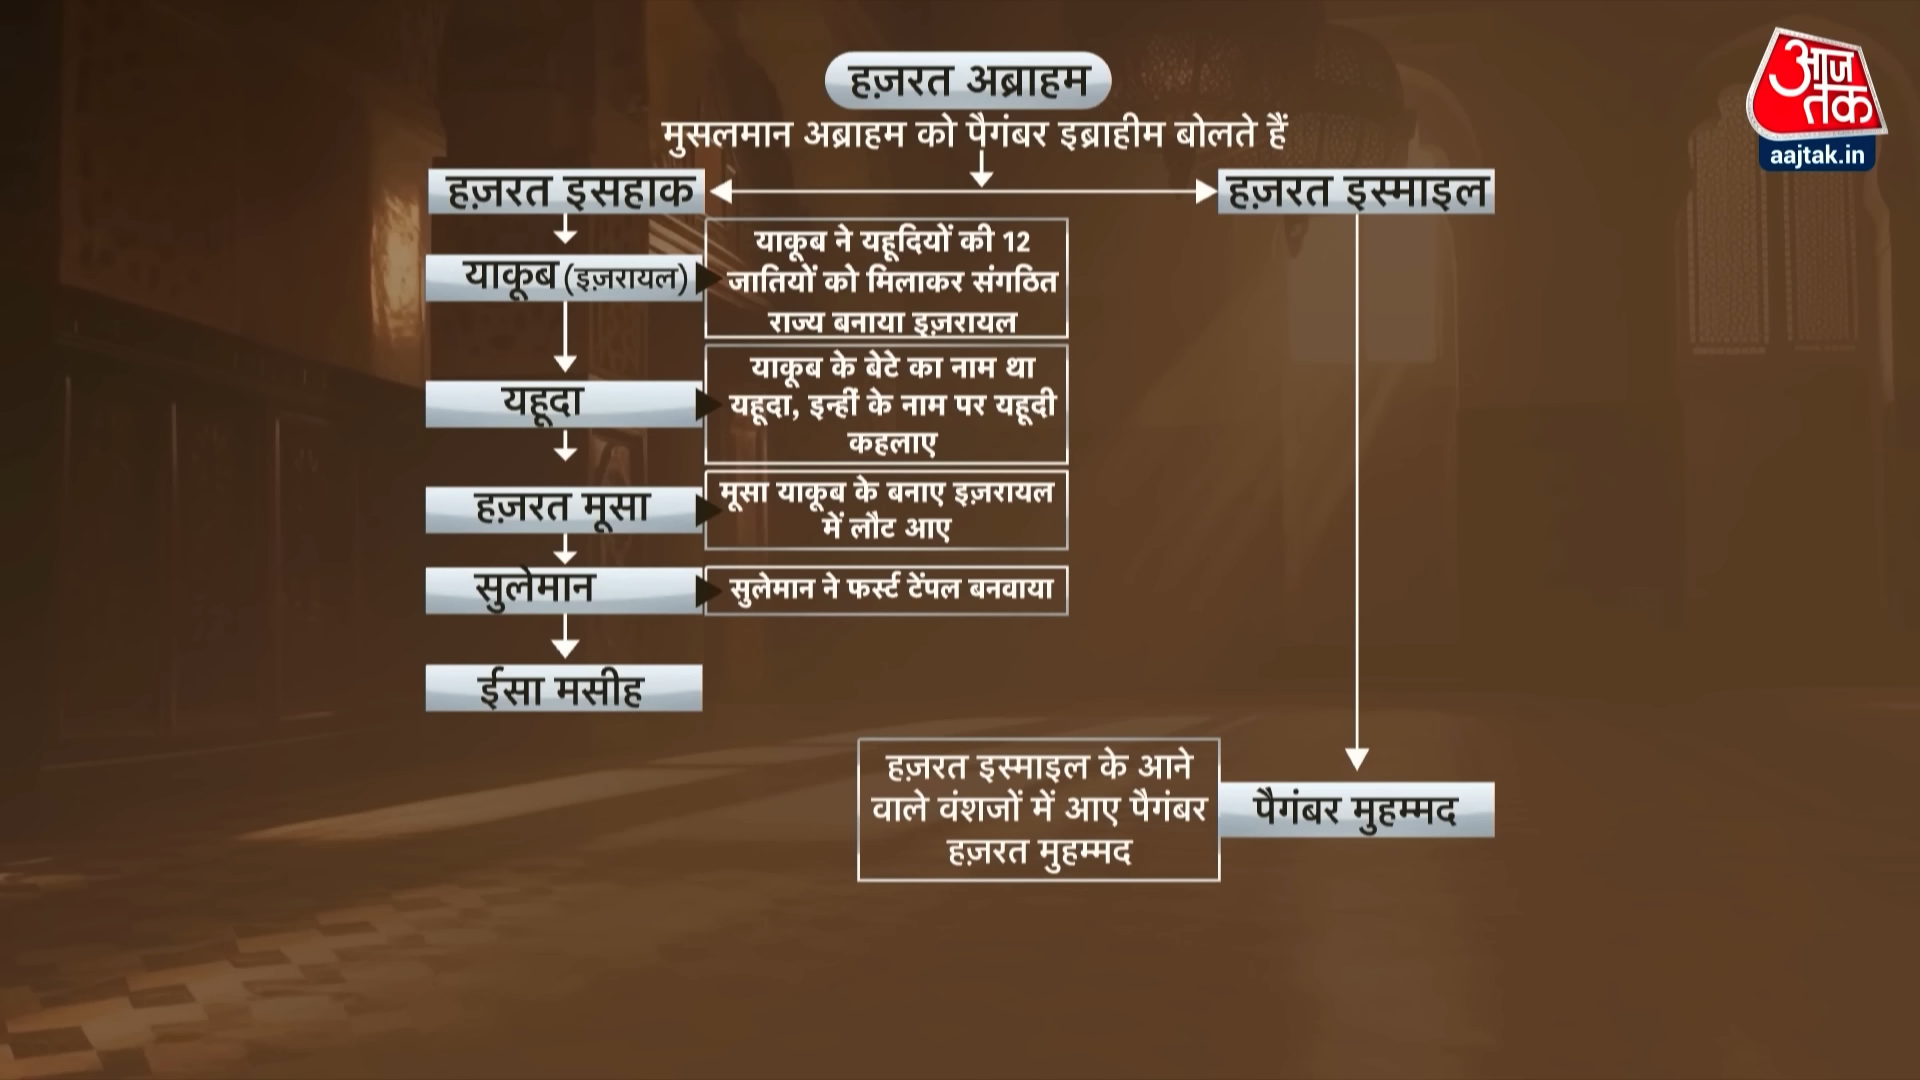 हज़रत अब्राहम
मुसलमान अब्राहम को पैगंबर इब्राहीम बोलते हैं
हज़रत इसहाक
हज़रत इस्माइल
याकूब (इज़रायल)
याकूब ने यहूदियों की 12
जातियों को मिलाकर संगठित
राज्य बनाया इज़रायल
यहूदा
याकूब के बेटे का नाम था
यहूदा, इन्हीं के नाम पर यहूदी
कहलाए
हज़रत मूसा
मूसा याकूब के बनाए इज़रायल
में लौट आए
सुलेमान
सुलेमान ने फर्स्ट टेंपल बनवाया
ईसा मसीह
हज़रत इस्माइल के आने
वाले वंशजों में आए पैगंबर
हज़रत मुहम्मद
पैगंबर मुहम्मद
आज
तक
aajtak.in